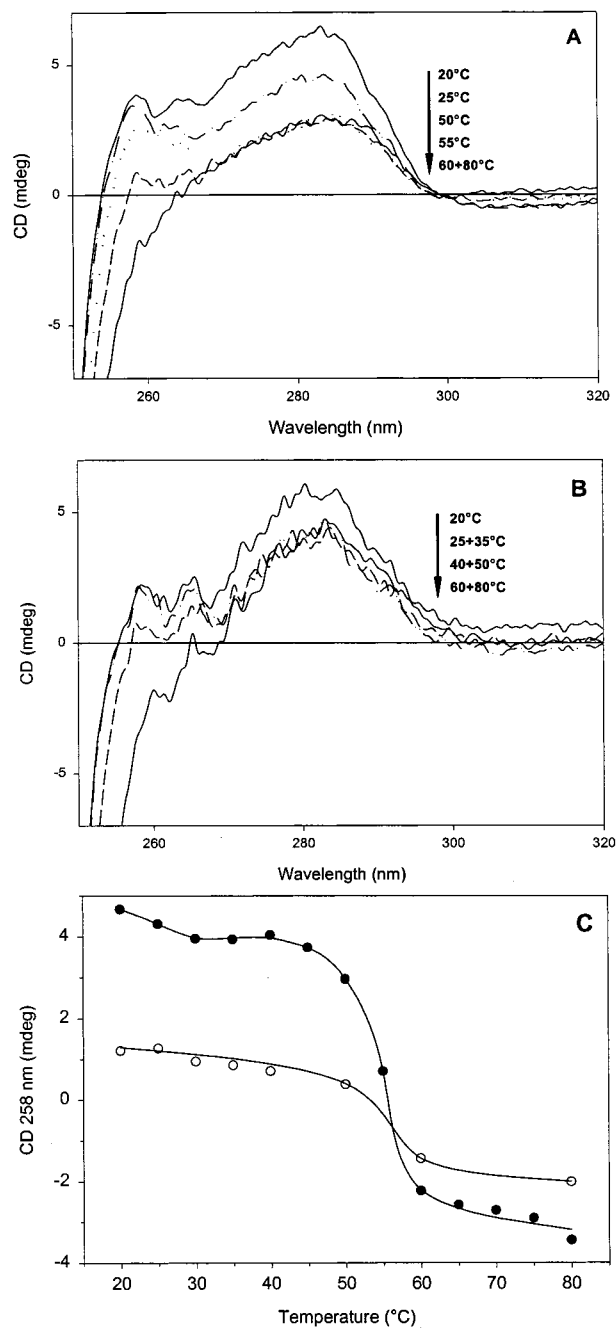 A
5
0
-5
CD (mdeg)
20°C
25°C
50°C
55°C
60+80°C
260
280
300
320
Wavelength (nm)
B
5
0
-5
CD (mdeg)
20°C
25+35°C
40+50°C
60+80°C
260
280
300
320
Wavelength (nm)
C
4
2
0
-2
-4
CD 258 nm (mdeg)
20
30
40
50
60
70
80
Temperature (°C)